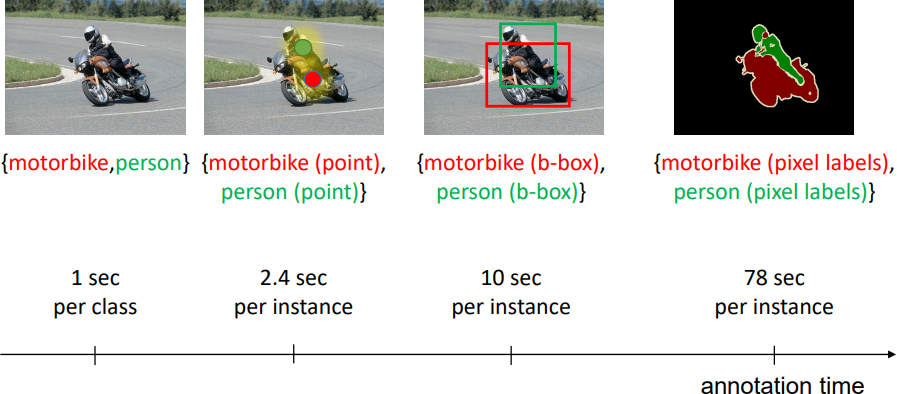 {motorbike,person}
{motorbike (point),
person (point)}
{motorbike (b-box),
person (b-box)}
{motorbike (pixel labels),
person (pixel labels)}
1 sec
per class
2.4 sec
per instance
10 sec
per instance
78 sec
per instance
annotation time